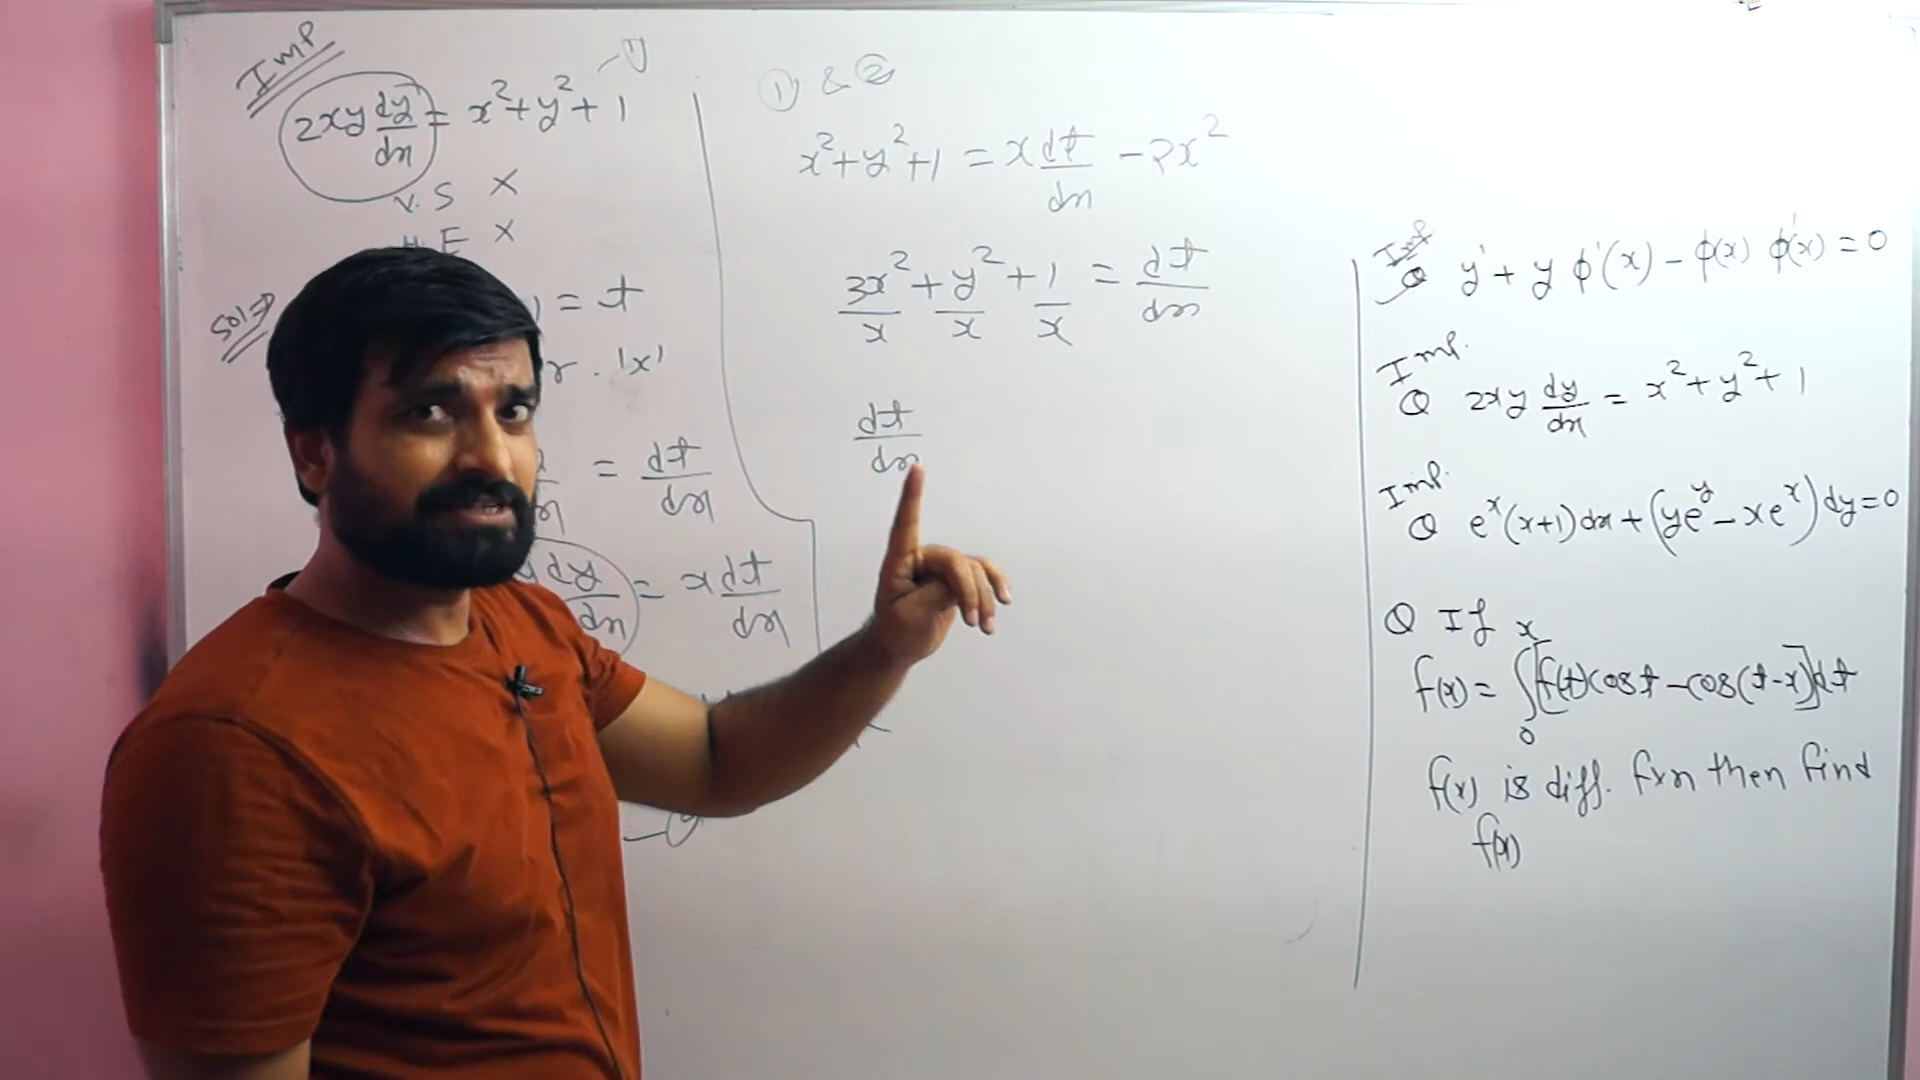 Imp
2xy dy/dx = x²+y²+1 —①
V.S ×
H.E ×
Sol⇒
) = t
r. 'x'
= dt/dx
y dy/dx = x dt/dx
—②
① & ②
x²+y²+1 = x dt/dx - 2x²
3x²/x + y²/x + 1/x = dt/dx
dt/dx
Imp
Q y' + y φ'(x) - φ(x) φ'(x) = 0
Imp.
Q 2xy dy/dx = x²+y²+1
Imp.
Q eˣ(x+1)dx+(yeʸ-xeˣ)dy=0
Q If
f(x) = ∫₀ˣ[f(t)cost-cos(t-x)]dt
f(x) is diff. fxn then find
f(x)